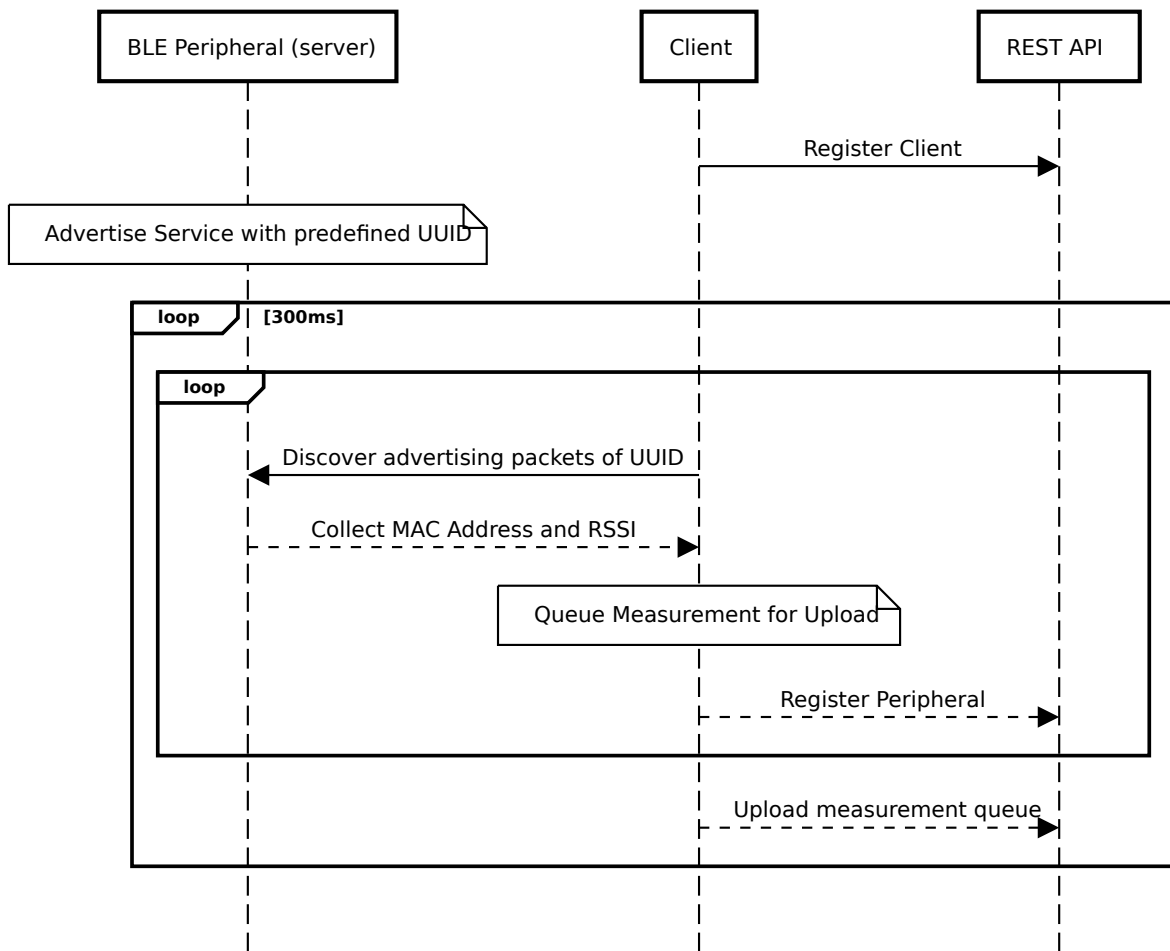 BLE Peripheral (server)
Client
REST API
Register Client
Advertise Service with predefined UUID
loop
[300ms]
loop
Discover advertising packets of UUID
Collect MAC Address and RSSI
Queue Measurement for Upload
Register Peripheral
Upload measurement queue